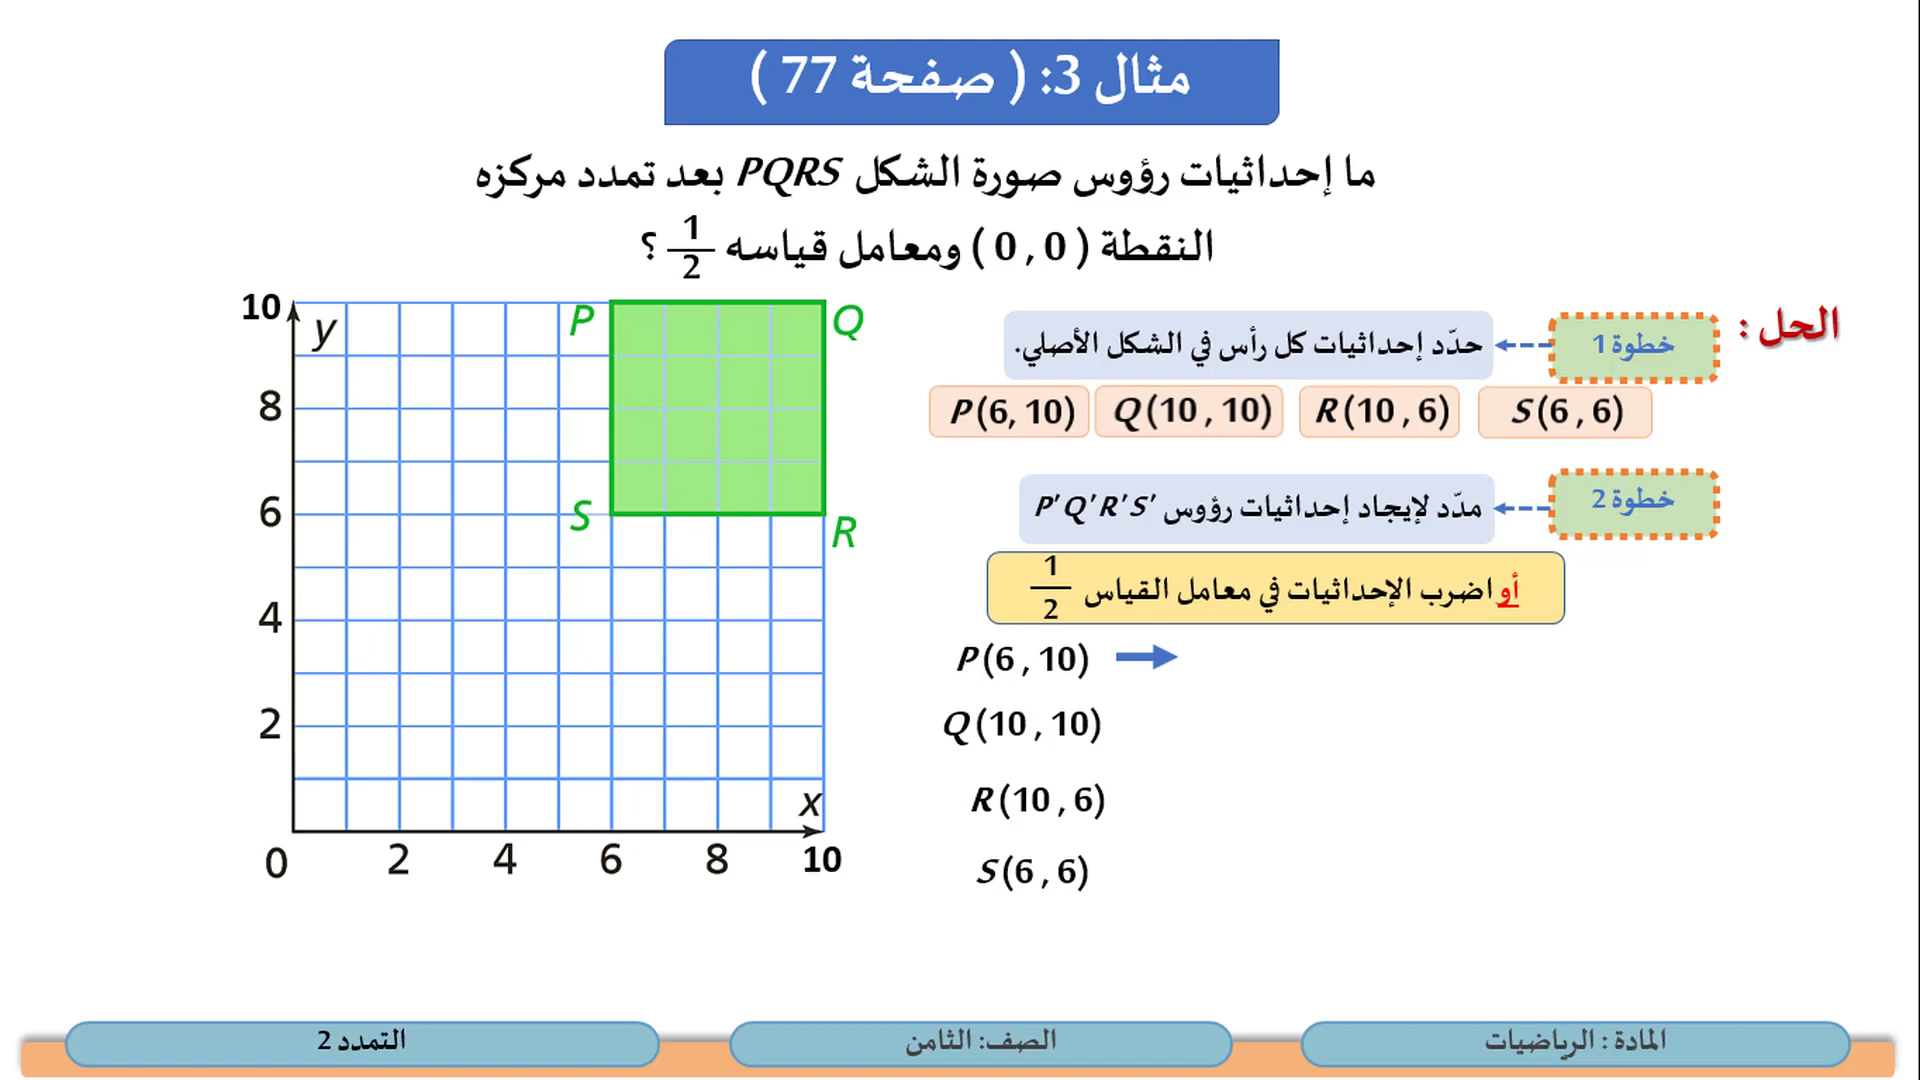 مثال 3: ( صفحة 77 )
ما إحداثيات رؤوس صورة الشكل PQRS بعد تمدد مركزه
النقطة ( 0 , 0 ) ومعامل قياسه 1/2 ؟
الحل :
خطوة 1
حدّد إحداثيات كل رأس في الشكل الأصلي.
P(6, 10) Q(10 , 10) R(10 , 6) S(6 , 6)
خطوة 2
مدّد لإيجاد إحداثيات رؤوس P′Q′R′S′
أو اضرب الإحداثيات في معامل القياس 1/2
P(6 , 10)
Q(10 , 10)
R(10 , 6)
S(6 , 6)
10
y
P
Q
8
6
S
R
4
2
x
0 2 4 6 8 10
المادة : الرياضيات
الصف: الثامن
التمدد 2